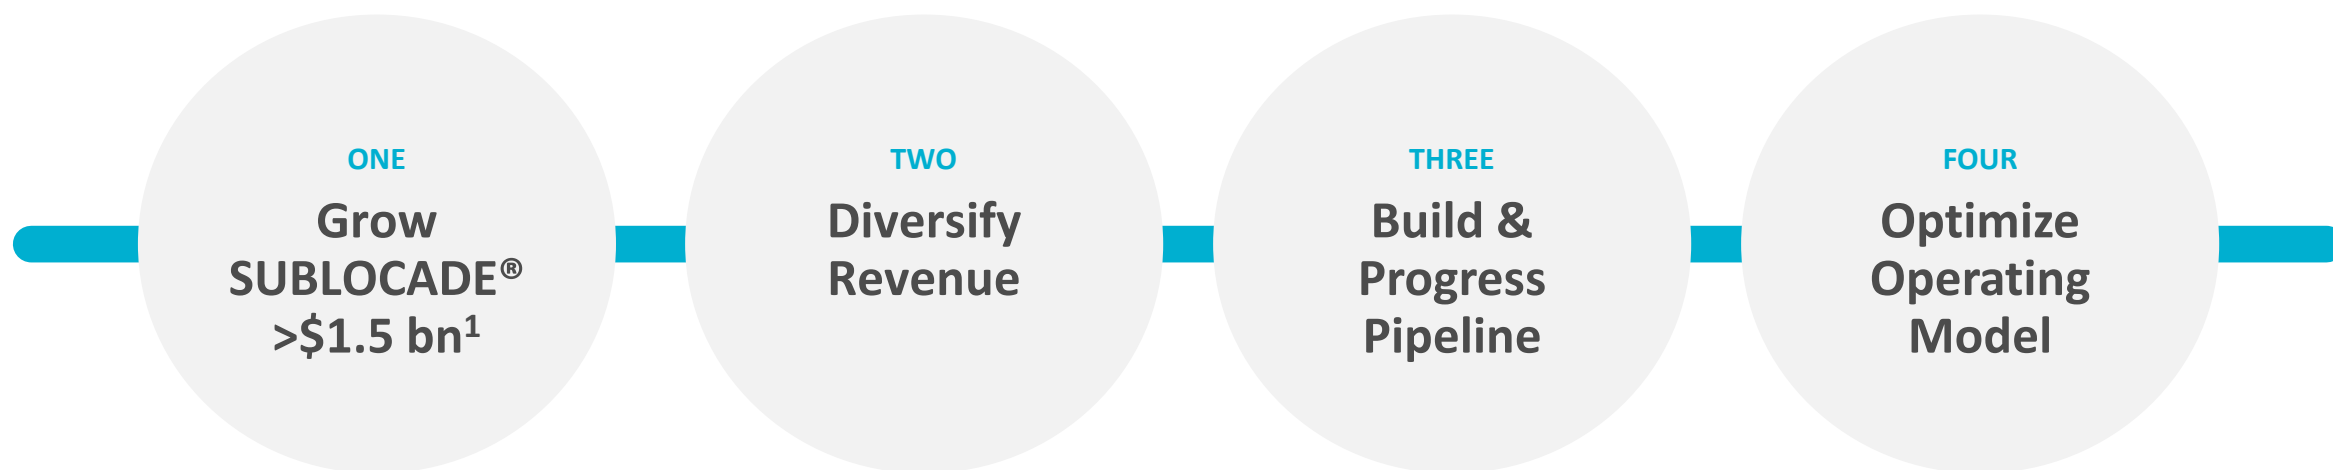 ONE
Grow
SUBLOCADE®
>$1.5 bn¹
TWO
Diversify
Revenue
THREE
Build &
Progress
Pipeline
FOUR
Optimize
Operating
Model